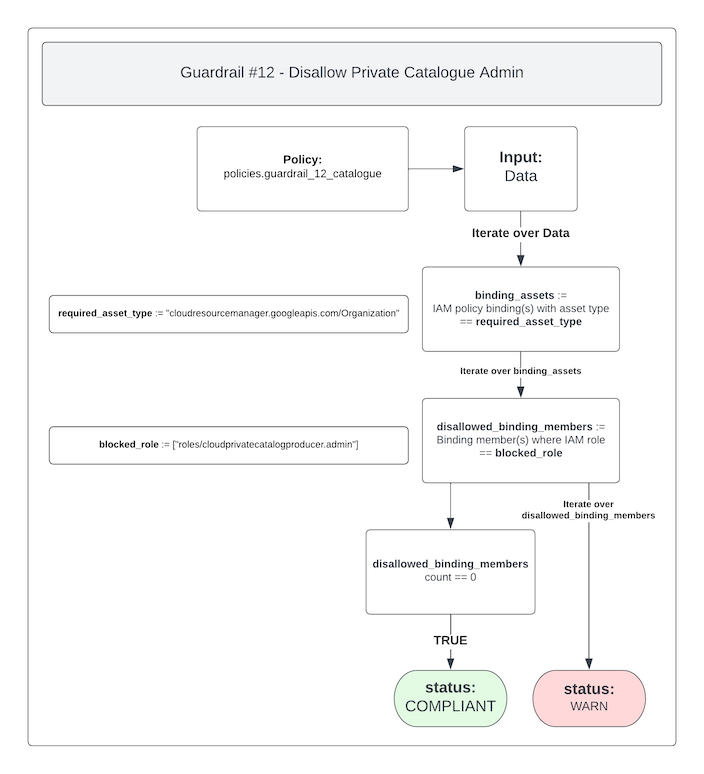 Guardrail #12 - Disallow Private Catalogue Admin
Policy:
policies.guardrail_12_catalogue
Input:
Data
Iterate over Data
required_asset_type := "cloudresourcemanager.googleapis.com/Organization"
binding_assets :=
IAM policy binding(s) with asset type
== required_asset_type
Iterate over binding_assets
blocked_role := ["roles/cloudprivatecatalogproducer.admin"]
disallowed_binding_members :=
Binding member(s) where IAM role
== blocked_role
Iterate over
disallowed_binding_members
disallowed_binding_members
count == 0
TRUE
status:
COMPLIANT
status:
WARN